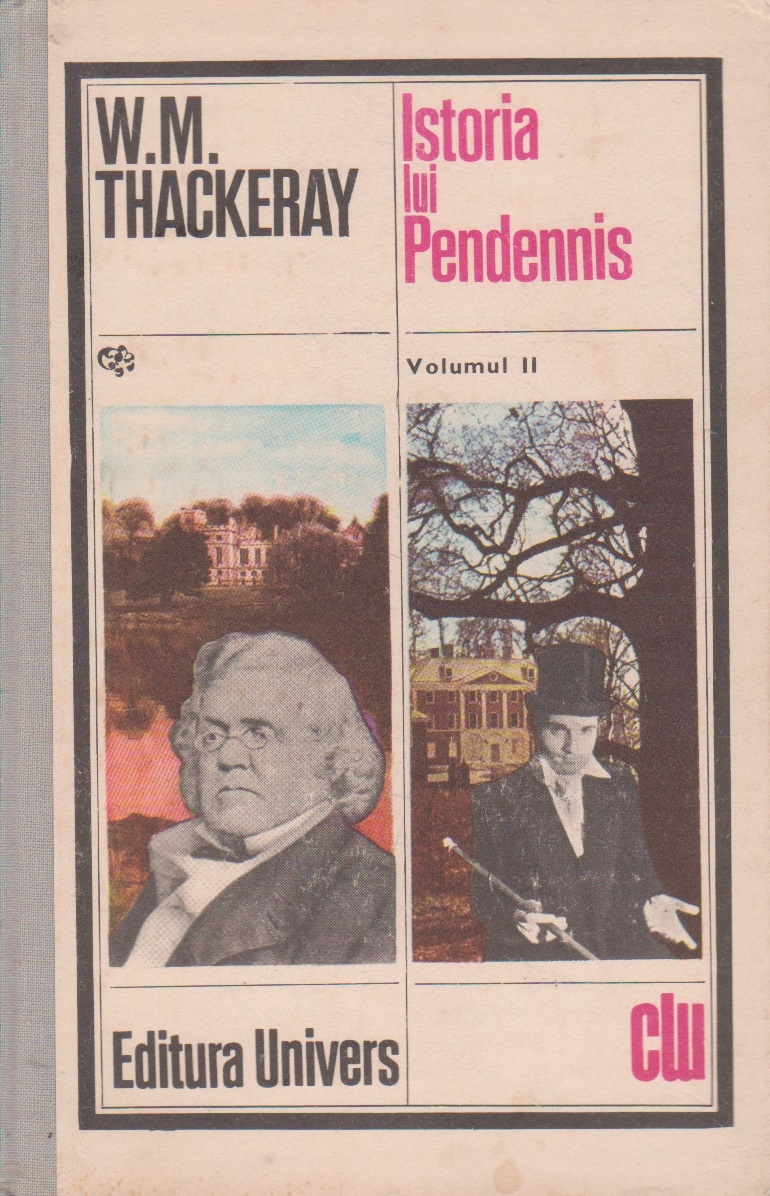 W.M.
THACKERAY
Istoria
lui
Pendennis
Volumul II
Editura Univers
clu